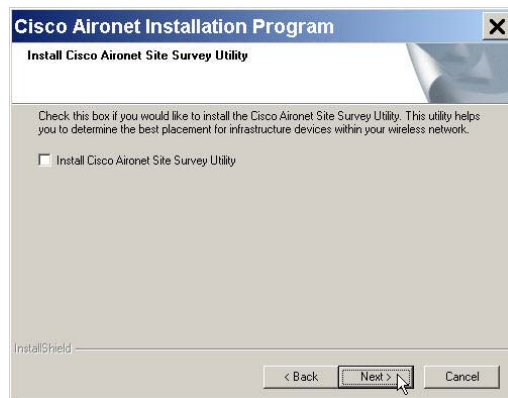 Cisco Aironet Installation Program
Install Cisco Aironet Site Survey Utility
Check this box if you would like to install the Cisco Aironet Site Survey Utility. This utility helps
you to determine the best placement for infrastructure devices within your wireless network.
Install Cisco Aironet Site Survey Utility
InstallShield
< Back Next > Cancel